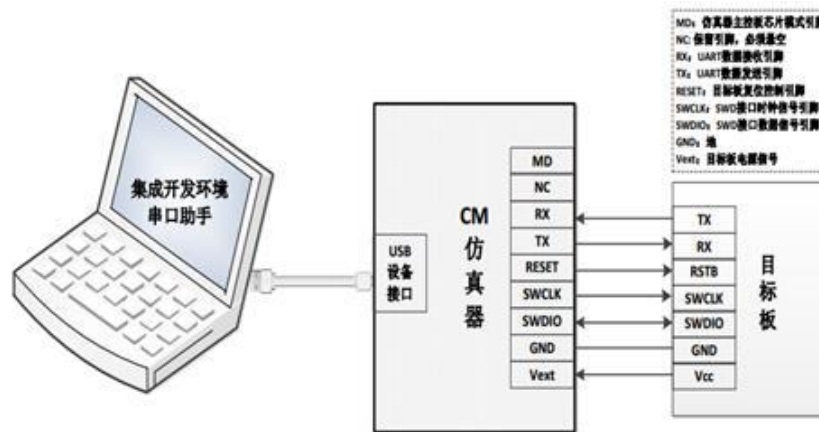 MD：仿真器主控板芯片模式引脚
NC：保留引脚，必须悬空
RX：UART数据接收引脚
TX：UART数据发送引脚
RESET：目标板复位控制引脚
SWCLK：SWD接口时钟信号引脚
SWDIO：SWD接口数据信号引脚
GND：地
Vext：目标板电源信号
集成开发环境
串口助手
USB
设备
接口
CM
仿
真
器
MD
NC
RX
TX
RESET
SWCLK
SWDIO
GND
Vext
TX
RX
RSTB
SWCLK
SWDIO
GND
Vcc
目
标
板